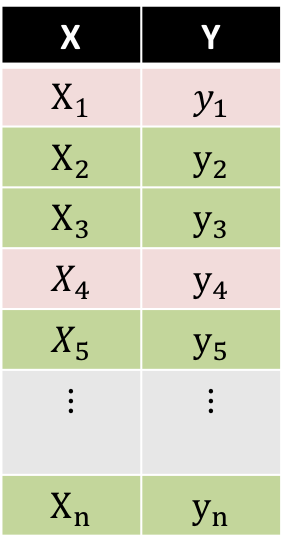 X Y
X₁ y₁
X₂ y₂
X₃ y₃
X₄ y₄
X₅ y₅
⋮ ⋮
Xₙ yₙ